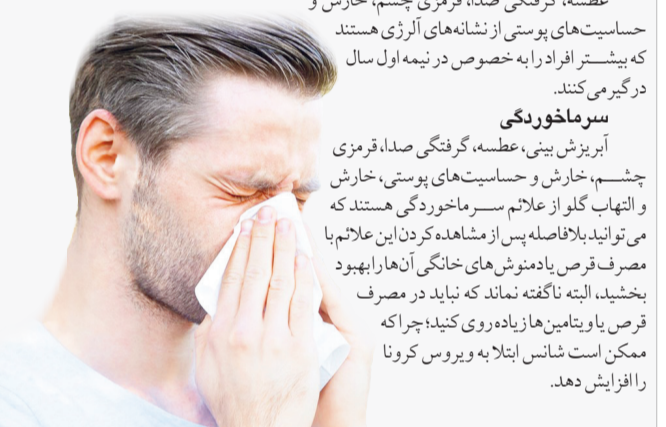 عطسه، گرفتگی صدا، قرمزی چشم، خارش و
حساسیت‌های پوستی از نشانه‌های آلرژی هستند
که بیشتر افراد را به خصوص در نیمه اول سال
درگیر می‌کنند.
سرماخوردگی
آبریزش بینی، عطسه، گرفتگی صدا، قرمزی
چشم، خارش و حساسیت‌های پوستی، خارش
و التهاب گلو از علائم سرماخوردگی هستند که
می‌توانید بلافاصله پس از مشاهده کردن این علائم با
مصرف قرص یا دمنوش‌های خانگی آن‌ها را بهبود
بخشید، البته ناگفته نماند که نباید در مصرف
قرص یا ویتامین‌ها زیاده‌روی کنید؛ چرا که
ممکن است شانس ابتلا به ویروس کرونا
را افزایش دهد.